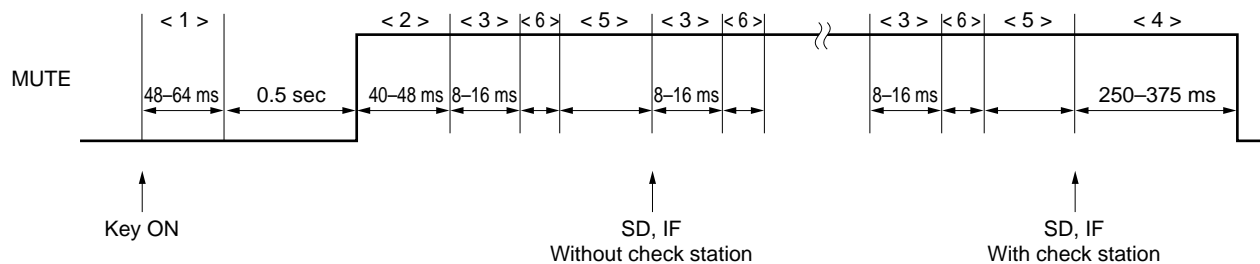 < 1 > < 2 > < 3 > < 6 > < 5 > < 3 > < 6 > < 3 > < 6 > < 5 > < 4 >
MUTE
48–64 ms 0.5 sec 40–48 ms 8–16 ms 8–16 ms 8–16 ms 250–375 ms
Key ON
SD, IF
Without check station
SD, IF
With check station